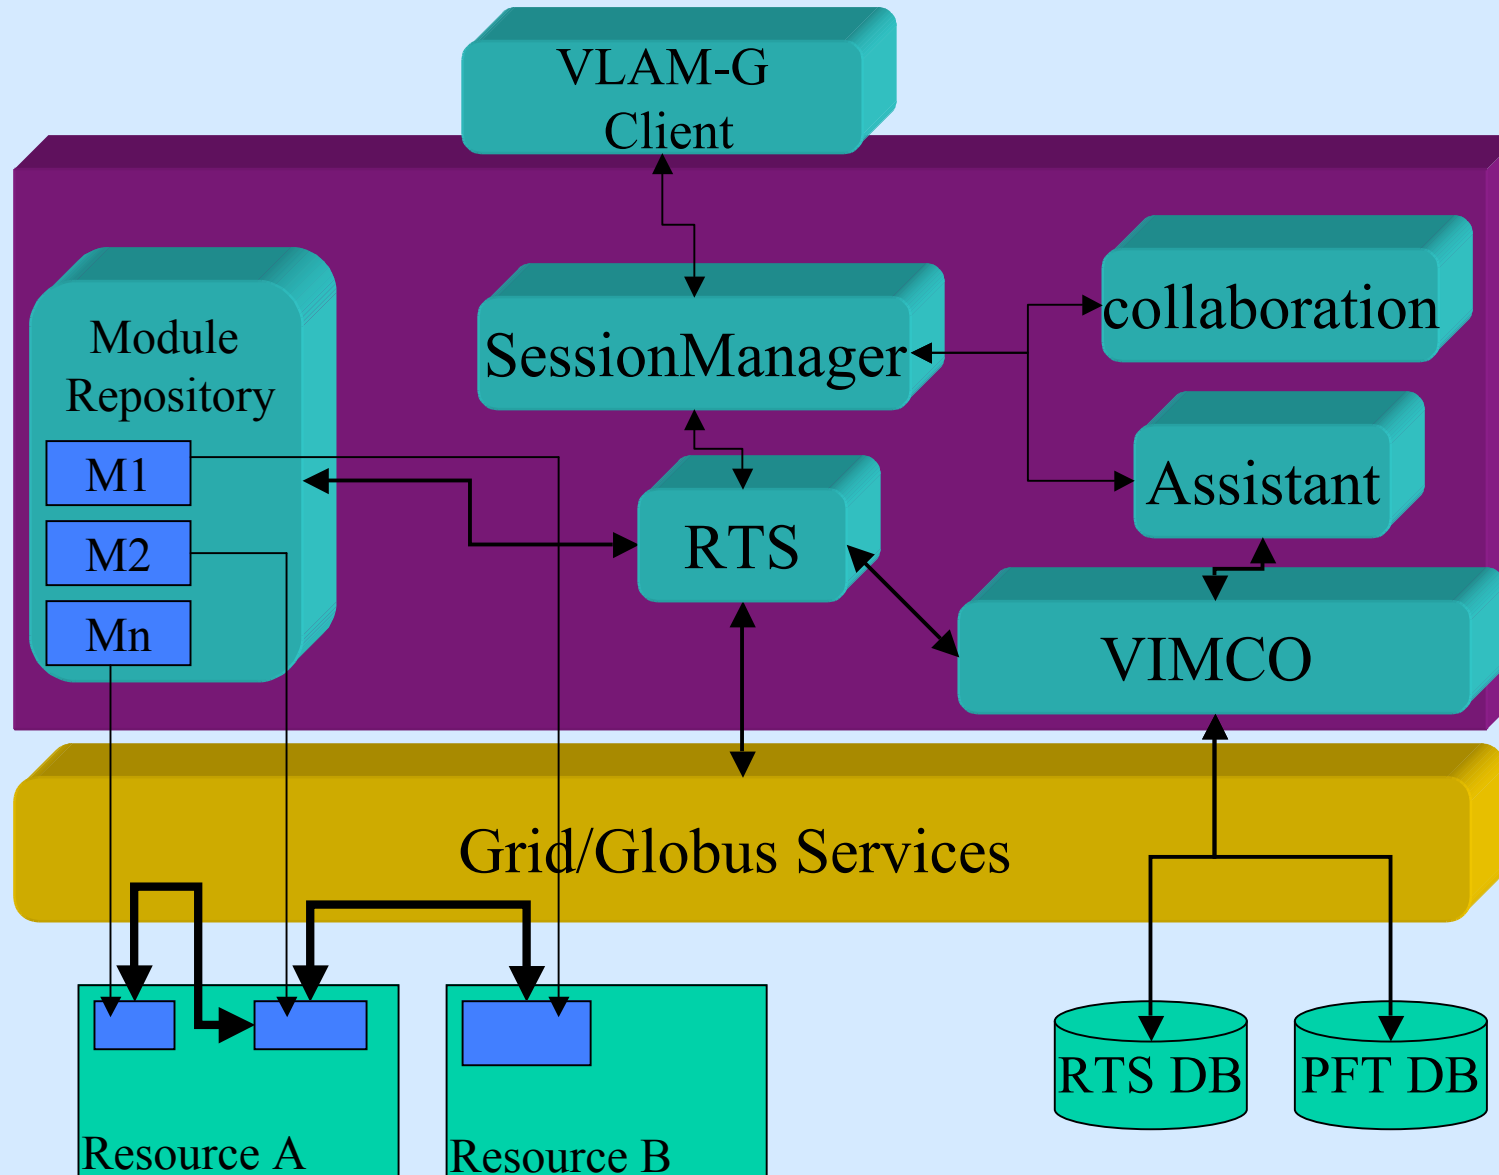 VLAM-G
Client
collaboration
Module
Repository
SessionManager
M1
Assistant
M2
RTS
Mn
VIMCO
Grid/Globus Services
RTS DB
PFT DB
Resource A
Resource B